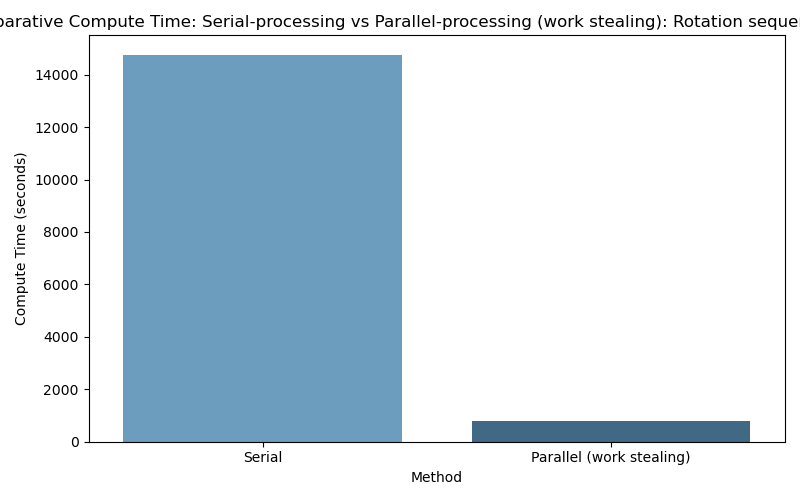 parative Compute Time: Serial-processing vs Parallel-processing (work stealing): Rotation sequen
14000
12000
10000
8000
6000
4000
2000
0
Compute Time (seconds)
Serial
Parallel (work stealing)
Method